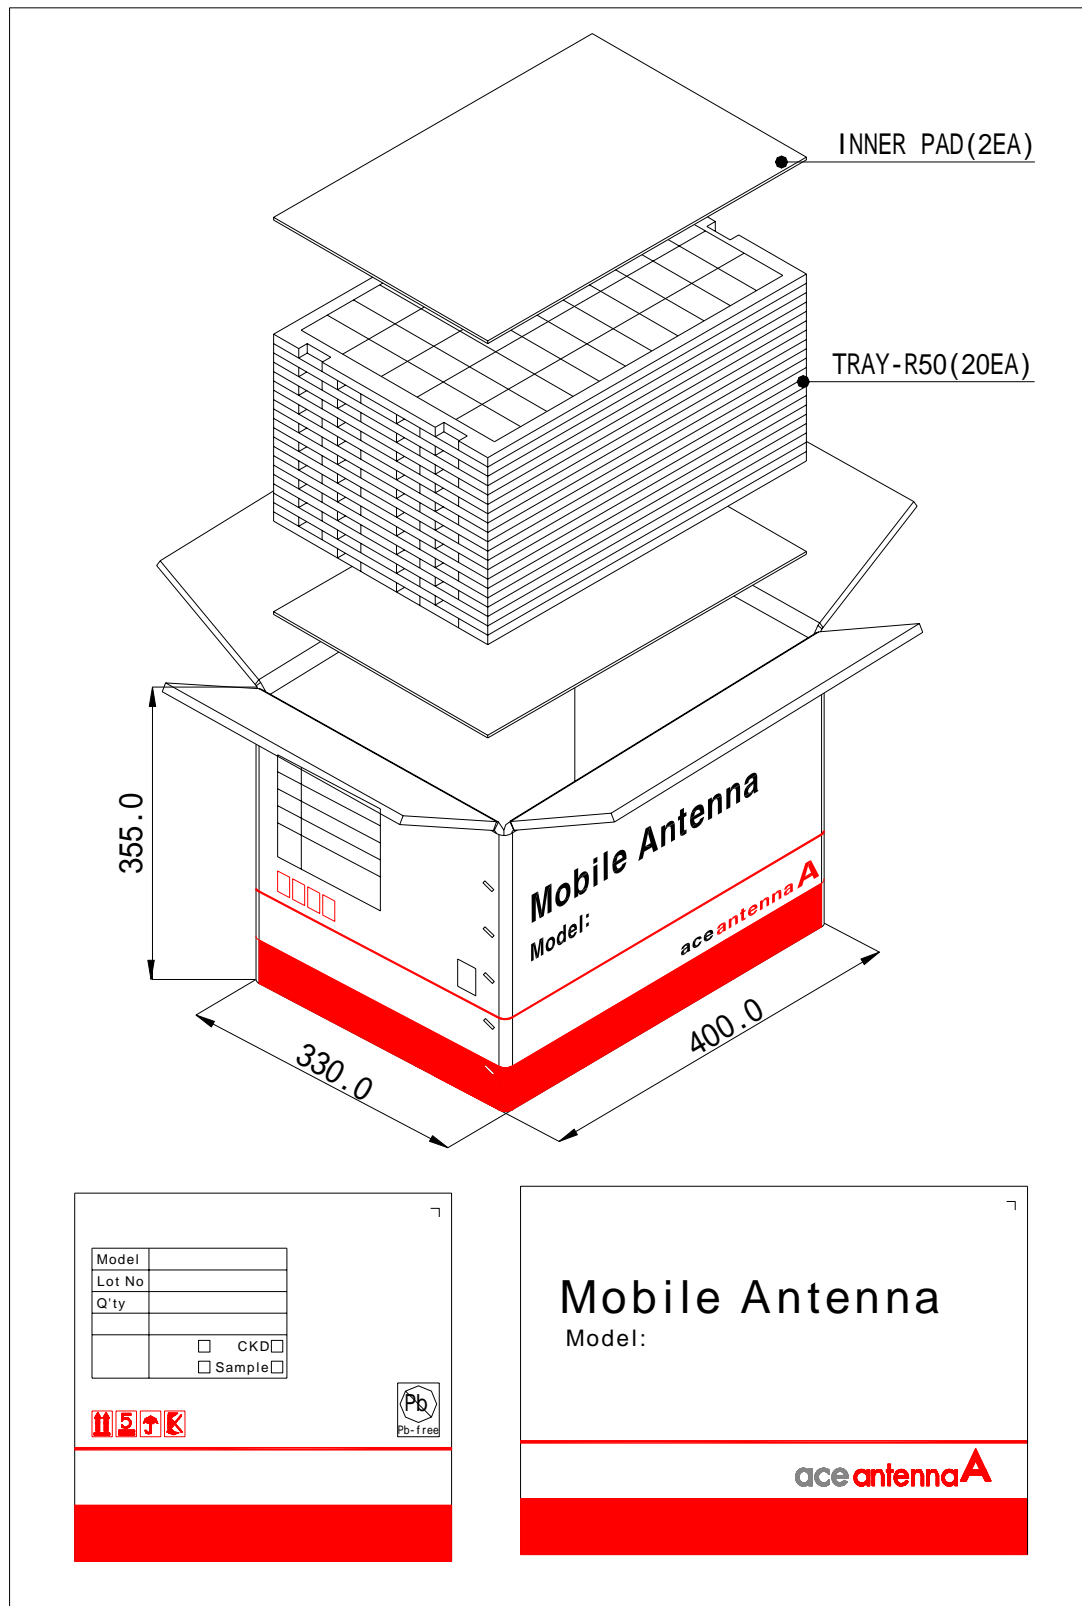 INNER PAD(2EA)
TRAY-R50(20EA)
355.0
Mobile Antenna
Model:
ace antenna A
330.0
400.0
Model
Lot No
Q'ty
CKD
Sample
5
Pb
Pb-free
Mobile Antenna
Model:
ace antenna A